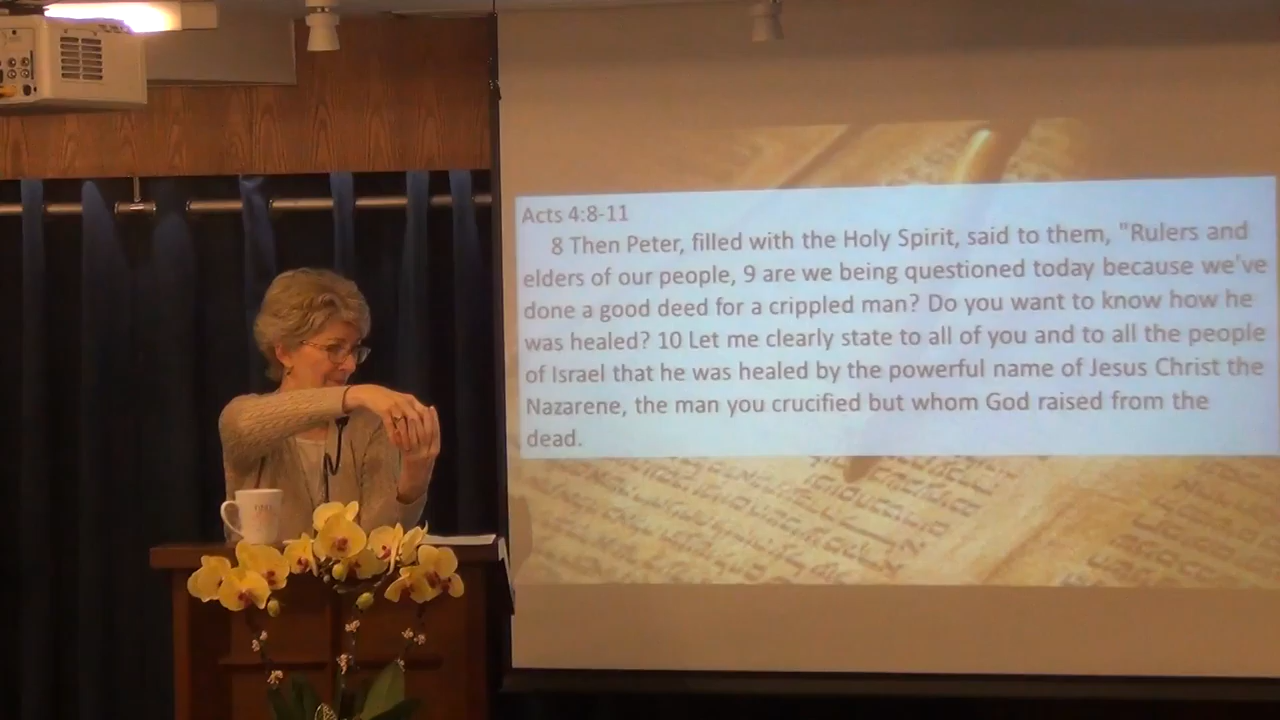 Acts 4:8-11
8 Then Peter, filled with the Holy Spirit, said to them, "Rulers and
elders of our people, 9 are we being questioned today because we've
done a good deed for a crippled man? Do you want to know how he
was healed? 10 Let me clearly state to all of you and to all the people
of Israel that he was healed by the powerful name of Jesus Christ the
Nazarene, the man you crucified but whom God raised from the
dead.